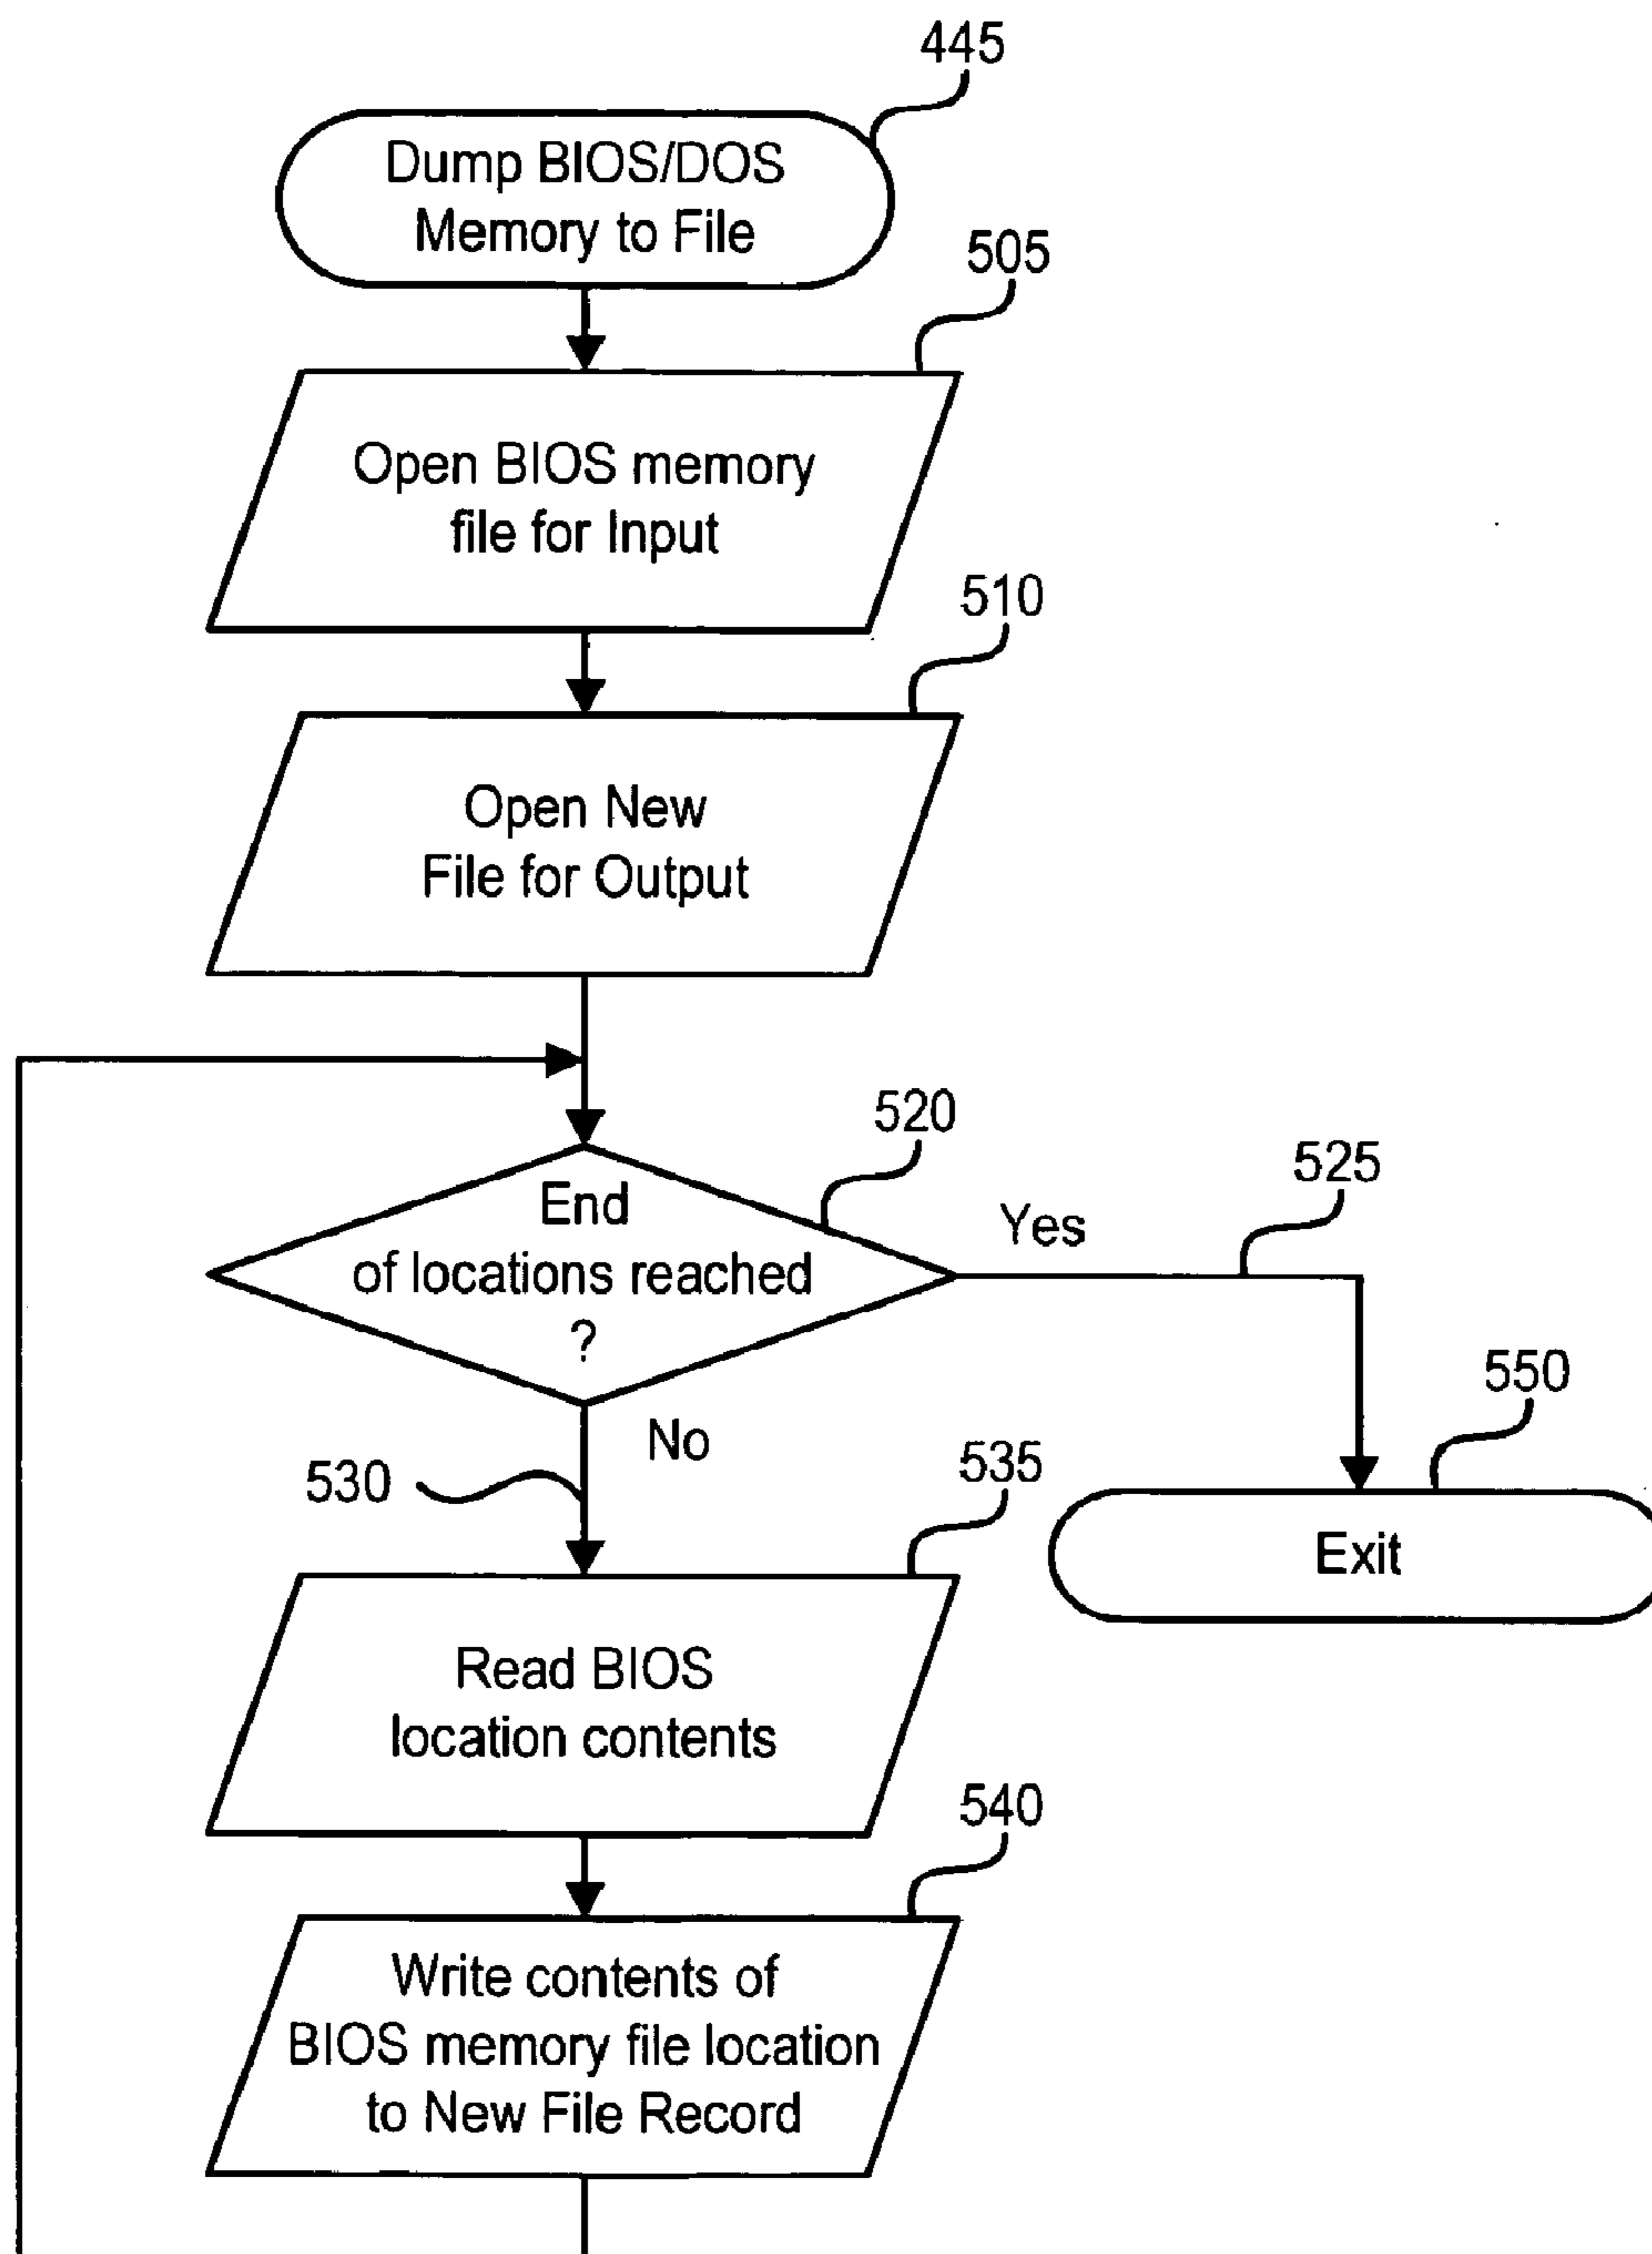 445
Dump BIOS/DOS
Memory to File
505
Open BIOS memory
file for Input
510
Open New
File for Output
520
End
of locations reached
?
Yes
525
550
Exit
No
530
535
Read BIOS
location contents
540
Write contents of
BIOS memory file location
to New File Record